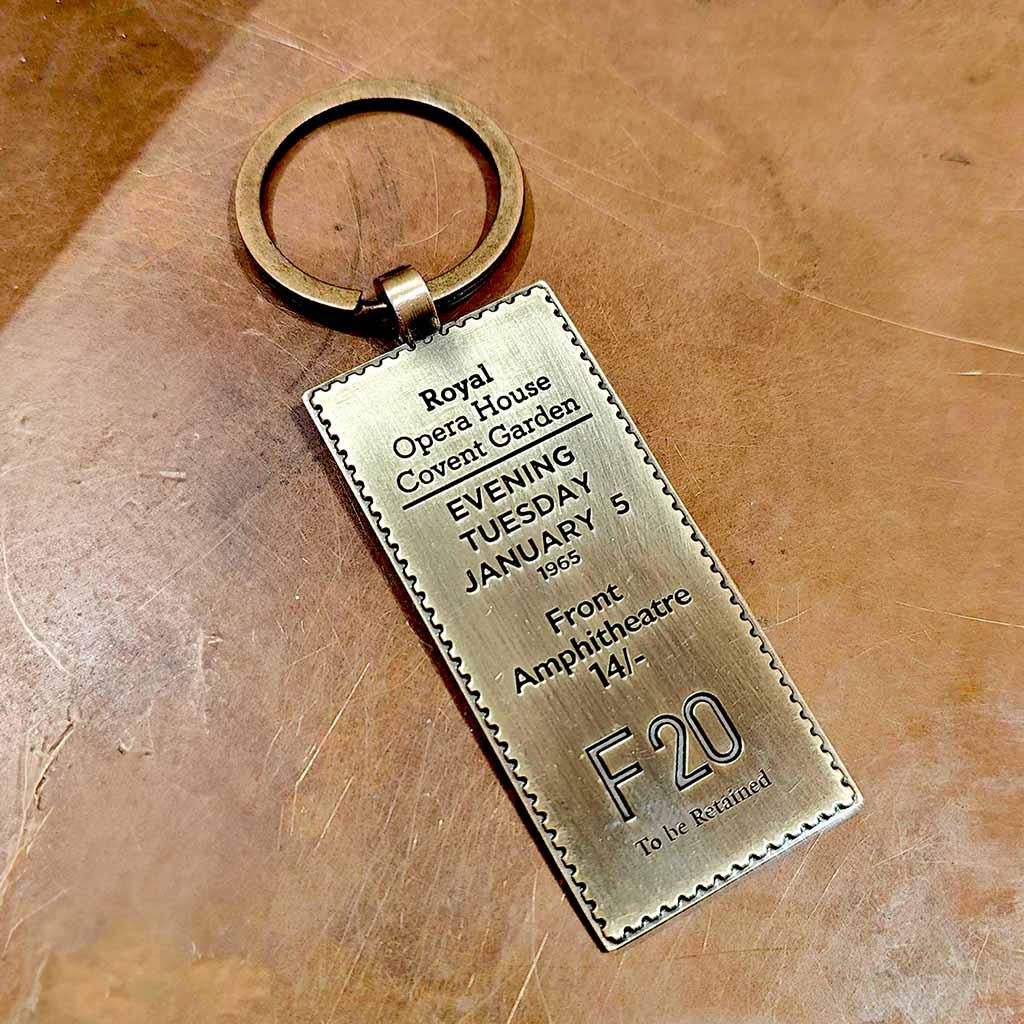 Royal
Opera House
Covent Garden
EVENING
TUESDAY
JANUARY 5
1965
Front
Amphitheatre
14/-
F 20
To be Retained